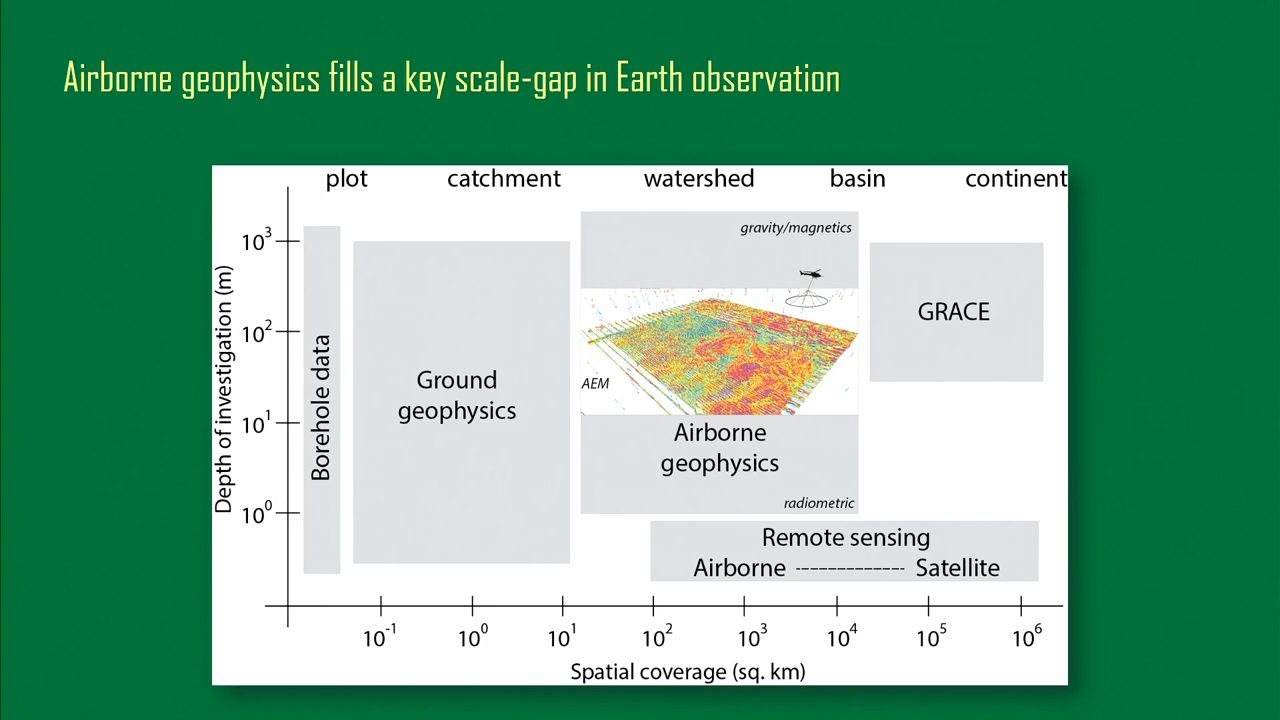 Airborne geophysics fills a key scale-gap in Earth observation
plot catchment watershed basin continent
gravity/magnetics
10³
GRACE
10²
Depth of investigation (m)
Borehole data
Ground
geophysics
AEM
10¹
Airborne
geophysics
radiometric
10⁰
Remote sensing
Airborne ------------- Satellite
10⁻¹ 10⁰ 10¹ 10² 10³ 10⁴ 10⁵ 10⁶
Spatial coverage (sq. km)